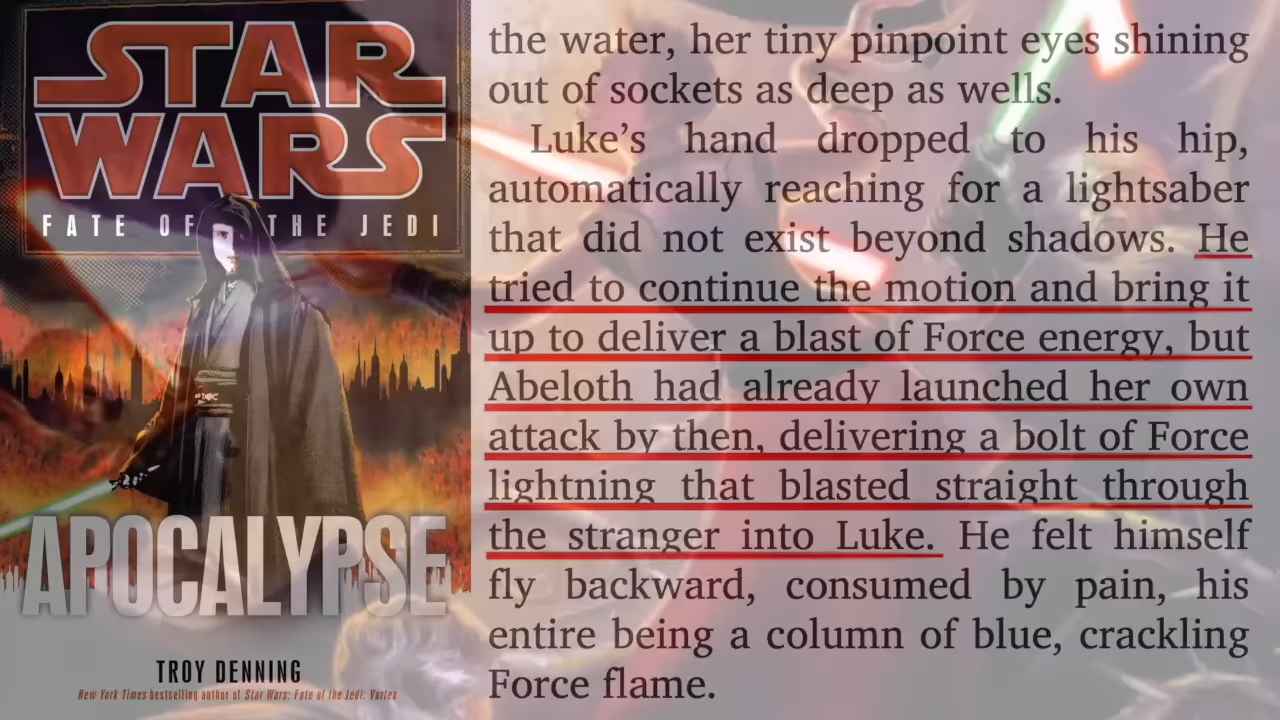 STAR
WARS
FATE OF THE JEDI
APOCALYPSE
TROY DENNING
New York Times bestselling author of Star Wars: Fate of the Jedi: Vortex
the water, her tiny pinpoint eyes shining
out of sockets as deep as wells.
Luke’s hand dropped to his hip,
automatically reaching for a lightsaber
that did not exist beyond shadows. He
tried to continue the motion and bring it
up to deliver a blast of Force energy, but
Abeloth had already launched her own
attack by then, delivering a bolt of Force
lightning that blasted straight through
the stranger into Luke. He felt himself
fly backward, consumed by pain, his
entire being a column of blue, crackling
Force flame.